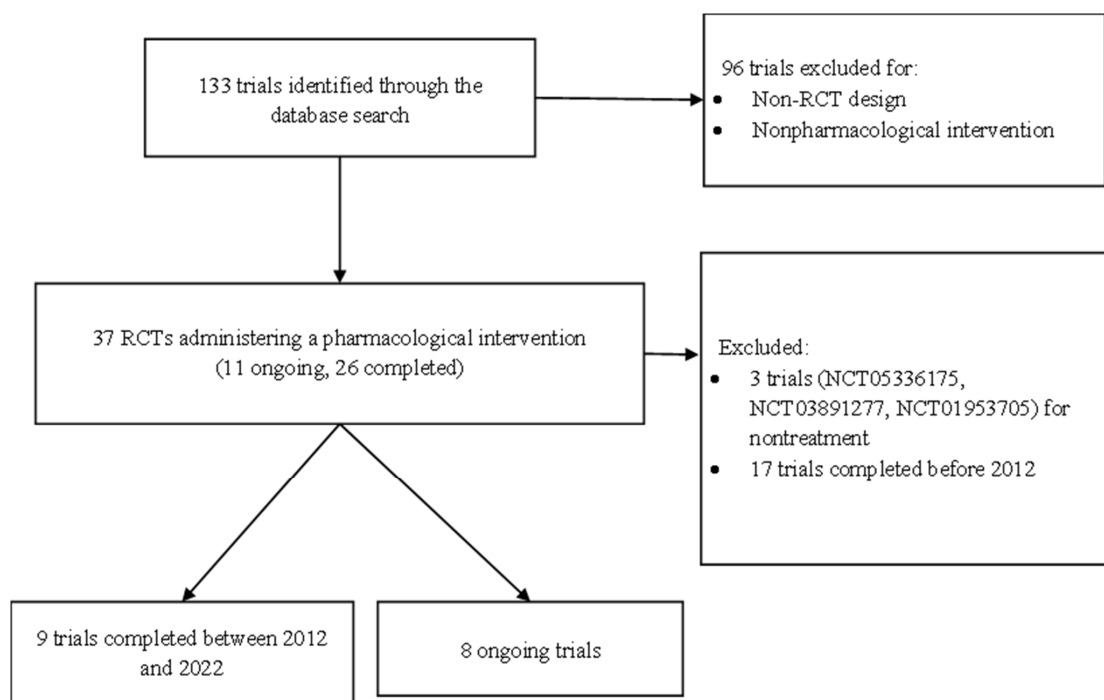 133 trials identified through the
database search
96 trials excluded for:
• Non-RCT design
• Nonpharmacological intervention
37 RCTs administering a pharmacological intervention
(11 ongoing, 26 completed)
Excluded:
• 3 trials (NCT05336175,
NCT03891277, NCT01953705) for
nontreatment
• 17 trials completed before 2012
9 trials completed between 2012
and 2022
8 ongoing trials